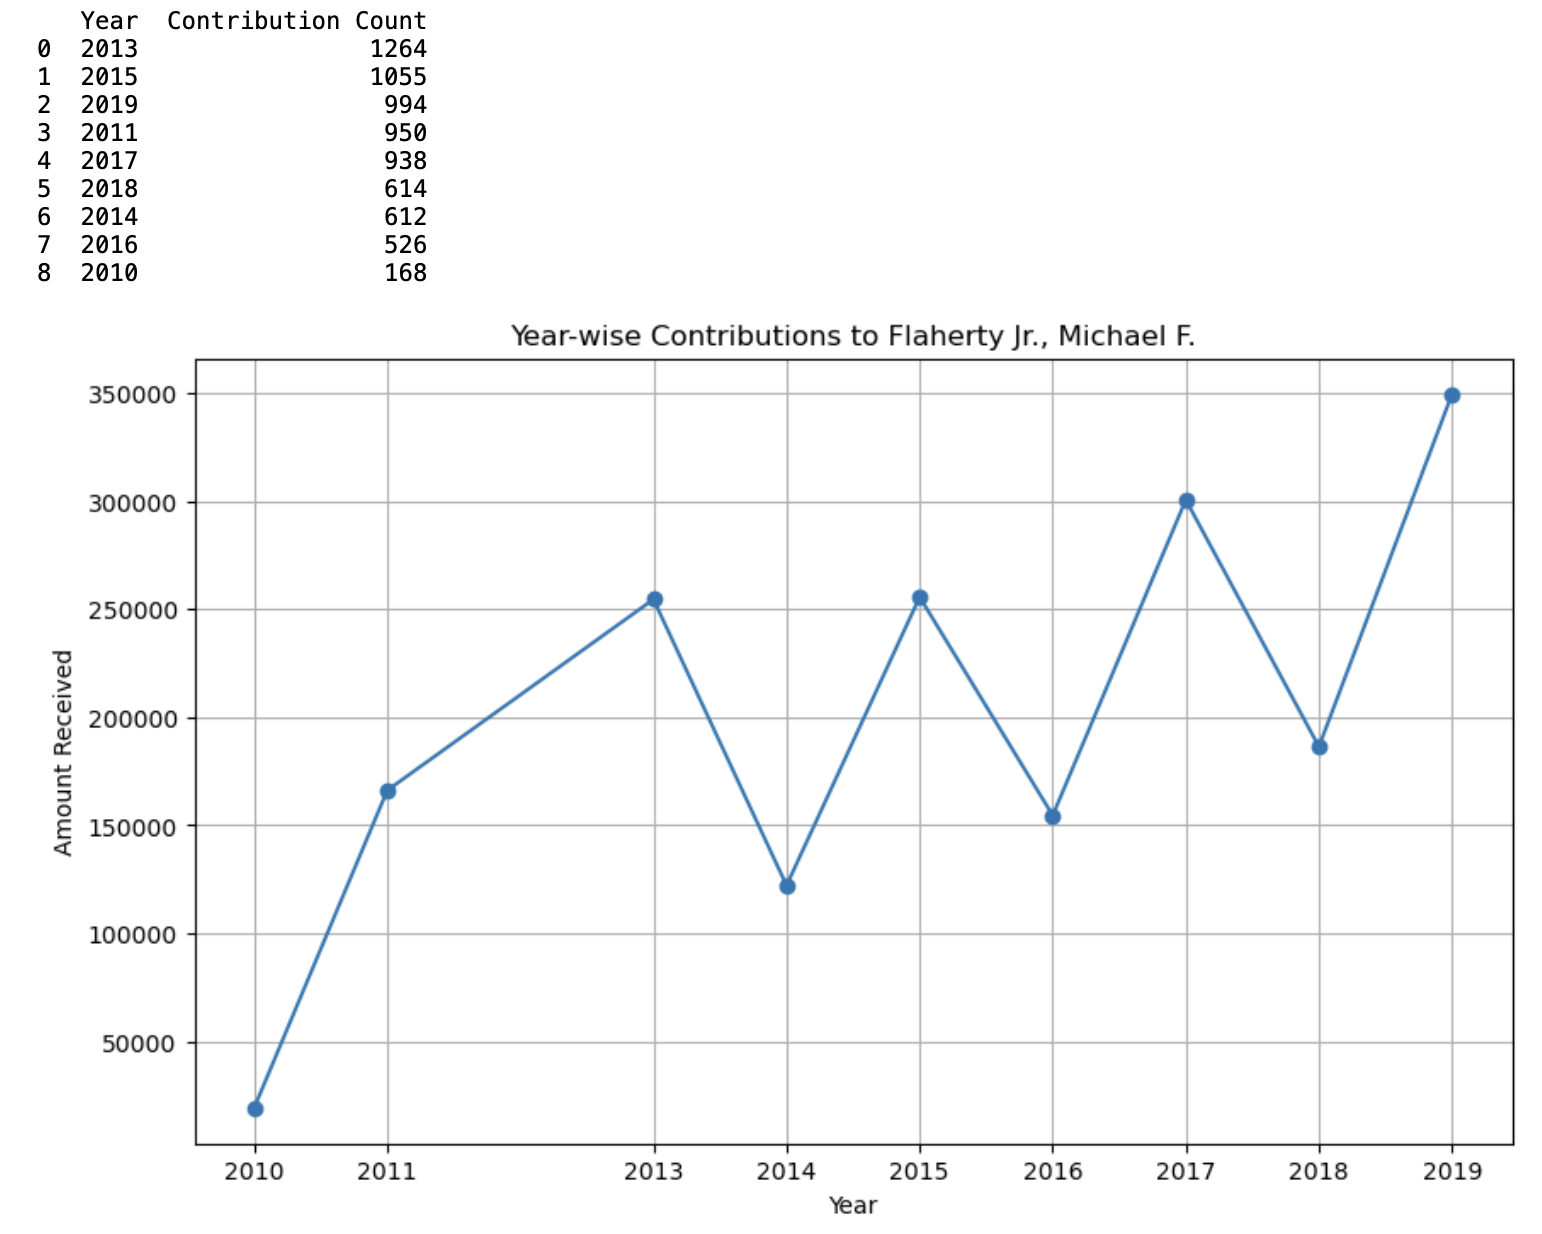 Year Contribution Count
0 2013 1264
1 2015 1055
2 2019 994
3 2011 950
4 2017 938
5 2018 614
6 2014 612
7 2016 526
8 2010 168
Year-wise Contributions to Flaherty Jr., Michael F.
350000
300000
250000
200000
150000
100000
50000
Amount Received
2010 2011 2013 2014 2015 2016 2017 2018 2019
Year